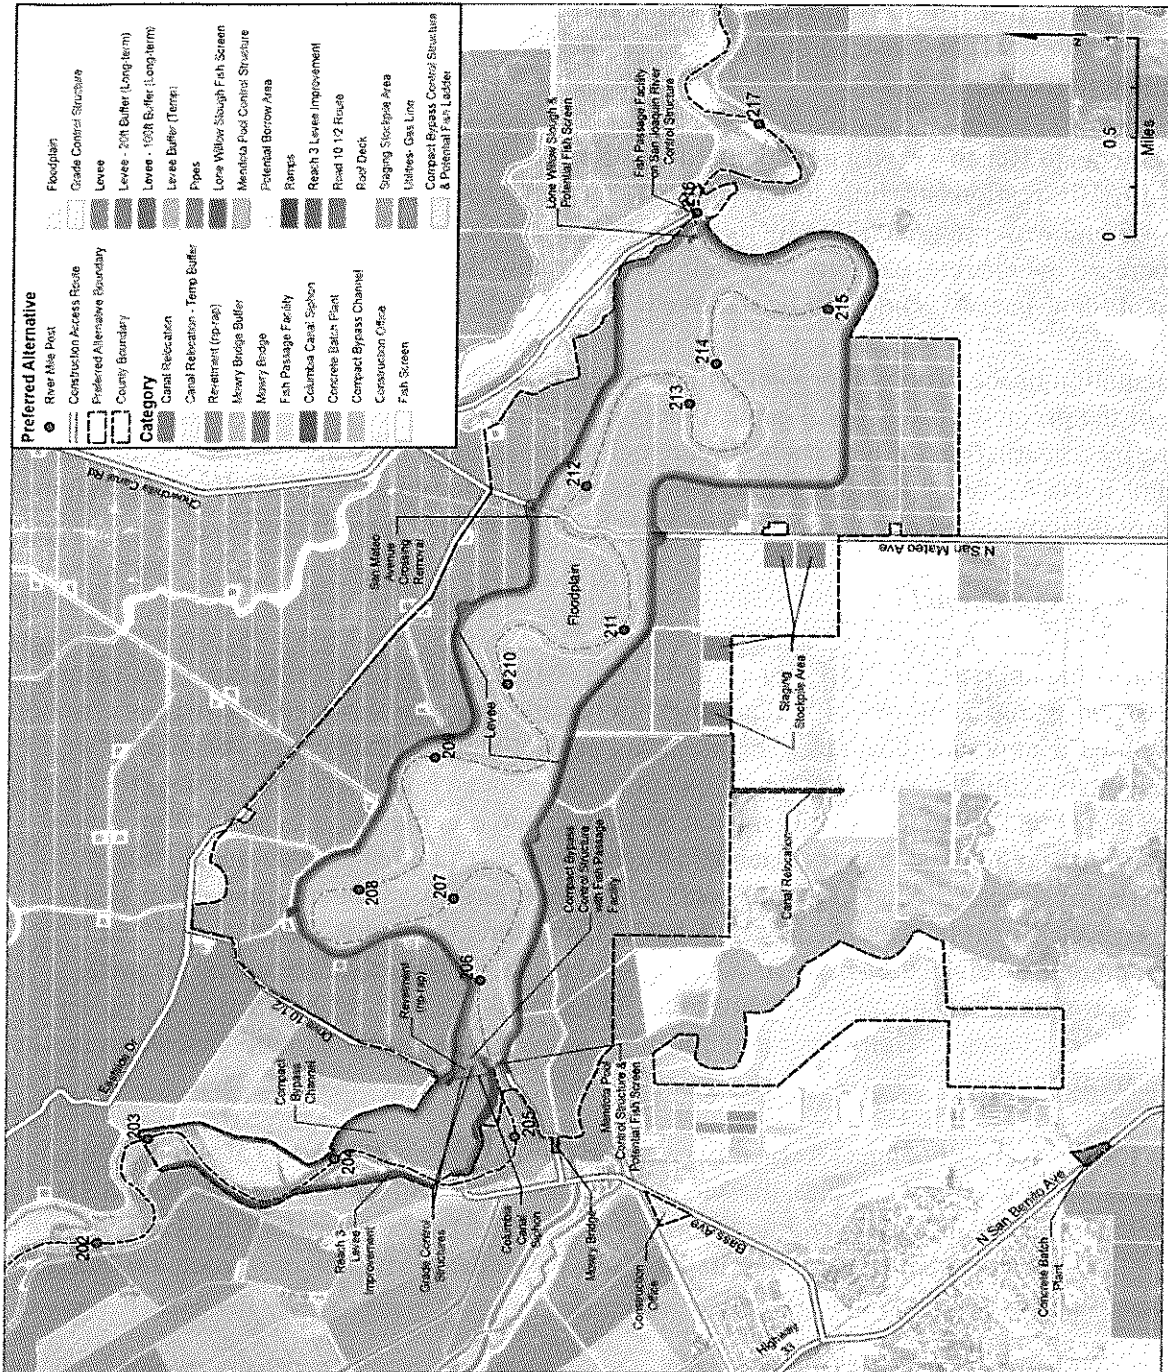 Preferred Alternative
River Mile Post
Construction Access Route
Preferred Alternative Boundary
County Boundary
Category
Canal Relocation
Canal Relocation - Temp Buffer
Revetment (rip-rap)
Mowry Bridge Buffer
Mowry Bridge
Fish Passage Facility
Columbia Canal Siphon
Concrete Batch Plant
Compact Bypass Channel
Construction Office
Fish Screen
Floodplain
Grade Control Structure
Levee
Levee - 20ft Buffer (Long-term)
Levee - 100ft Buffer (Long-term)
Levee Buffer (Temp)
Pipes
Lone Willow Slough Fish Screen
Mendota Pool Control Structure
Potential Borrow Area
Ramps
Reach 3 Levee Improvement
Road 10 1/2 Route
Roof Deck
Staging Stockpile Area
Utilities- Gas Line
Compact Bypass Control Structure
& Potential Fish Ladder
Chowchilla Canal Rd
Eastside Dr
Drive 10 1/2
202
203
204
205
206
207
208
209
210
211
212
213
214
215
216
217
Compact
Bypass
Channel
Revetment
(rip-rap)
Reach 3
Levee
Improvement
Grade Control
Structures
Columbia
Canal
Siphon
Mowry Bridge
Construction
Office
Mendota Pool
Control Structure &
Potential Fish Screen
Compact Bypass
Control Structure
with Fish Passage
Facility
Levee
Floodplain
San Mateo
Avenue
Crossing
Removal
Lone Willow Slough &
Potential Fish Screen
Fish Passage Facility
on San Joaquin River
Control Structure
Canal Relocation
Staging
Stockpile Area
N San Mateo Ave
Bass Ave
N San Benito Ave
Highway
33
Concrete Batch
Plant
N
0
0.5
1
Miles